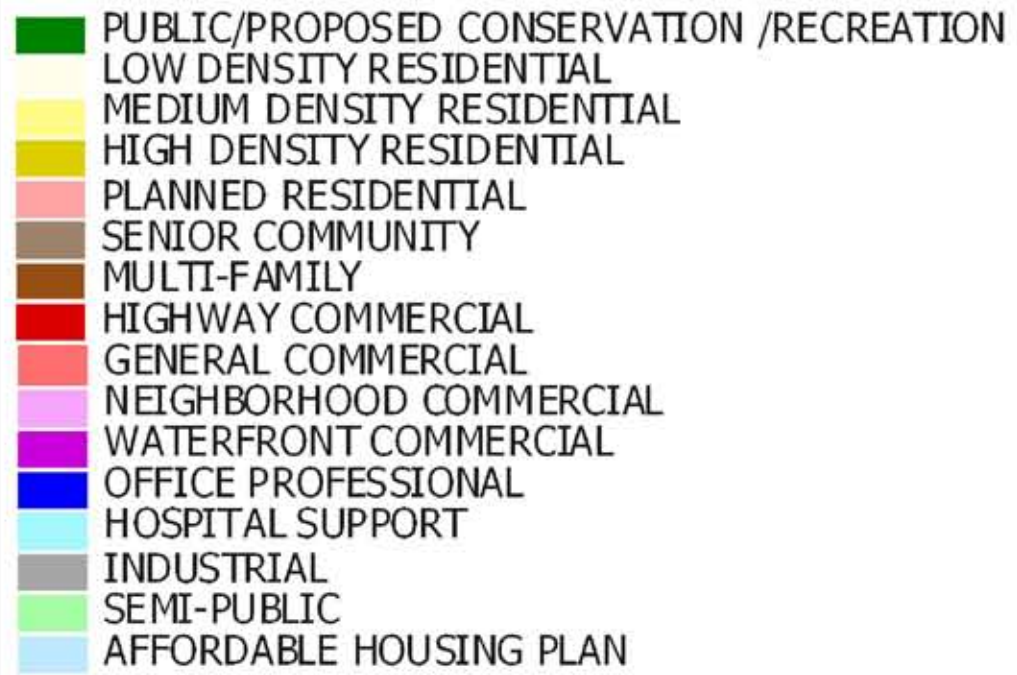 PUBLIC/PROPOSED CONSERVATION /RECREATION
LOW DENSITY RESIDENTIAL
MEDIUM DENSITY RESIDENTIAL
HIGH DENSITY RESIDENTIAL
PLANNED RESIDENTIAL
SENIOR COMMUNITY
MULTI-FAMILY
HIGHWAY COMMERCIAL
GENERAL COMMERCIAL
NEIGHBORHOOD COMMERCIAL
WATERFRONT COMMERCIAL
OFFICE PROFESSIONAL
HOSPITAL SUPPORT
INDUSTRIAL
SEMI-PUBLIC
AFFORDABLE HOUSING PLAN